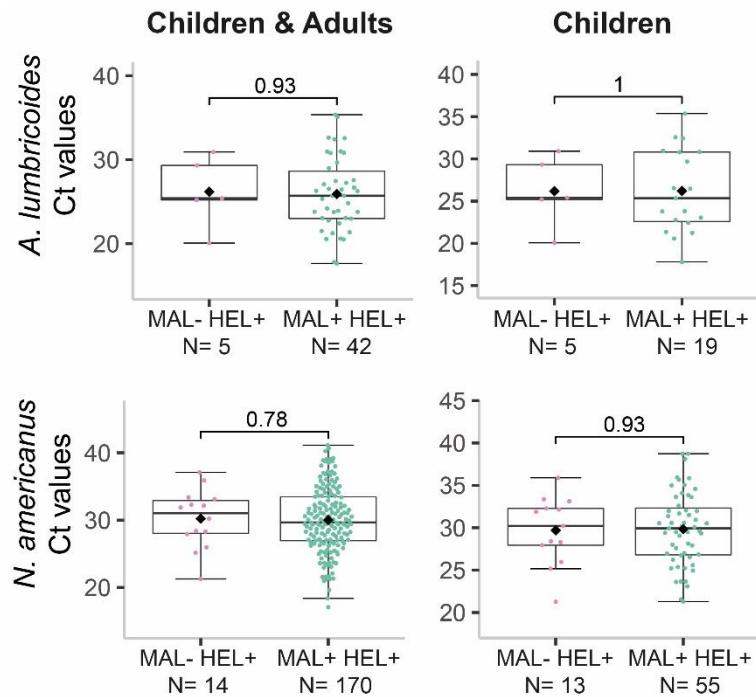 Children & Adults
Children
A. lumbricoides
Ct values
40
30
20
0.93
MAL- HEL+
MAL+ HEL+
N= 5
N= 42
40
35
30
25
20
15
1
MAL- HEL+
MAL+ HEL+
N= 5
N= 19
N. americanus
Ct values
40
30
20
0.78
MAL- HEL+
MAL+ HEL+
N= 14
N= 170
45
40
35
30
25
20
0.93
MAL- HEL+
MAL+ HEL+
N= 13
N= 55